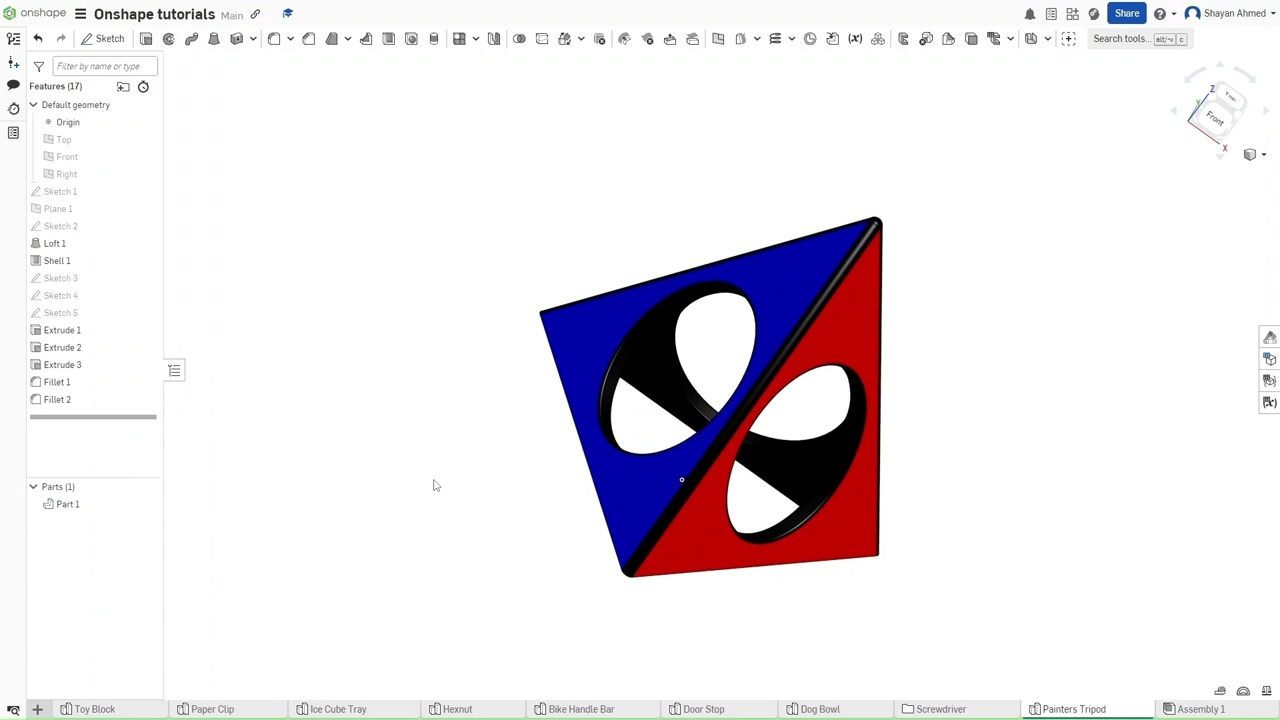 onshape Onshape tutorials Main Share Shayan Ahmed
Sketch Search tools... alt/⌥ c
Filter by name or type
Features (17)
Default geometry
Origin
Top
Front
Right
Sketch 1
Plane 1
Sketch 2
Loft 1
Shell 1
Sketch 3
Sketch 4
Sketch 5
Extrude 1
Extrude 2
Extrude 3
Fillet 1
Fillet 2
Parts (1)
Part 1
Z
Y
Front
X
Toy Block Paper Clip Ice Cube Tray Hexnut Bike Handle Bar Door Stop Dog Bowl Screwdriver Painters Tripod Assembly 1